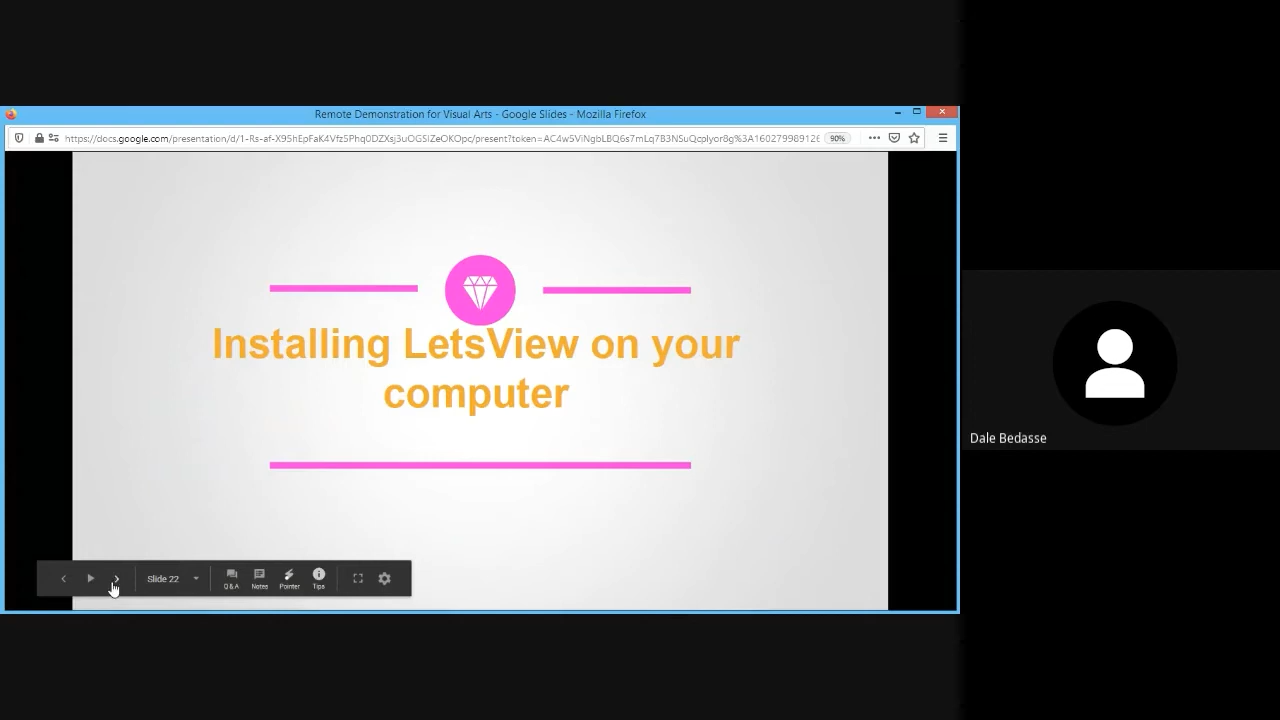 Remote Demonstration for Visual Arts - Google Slides - Mozilla Firefox
90%
Installing LetsView on your
computer
Slide 22
Q&A
Notes
Pointer
Tips
Dale Bedasse